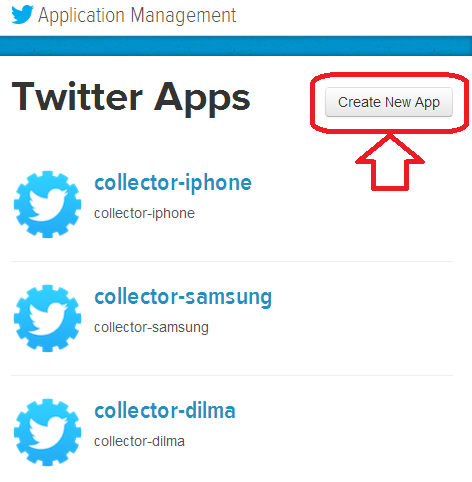 Application Management
Twitter Apps
Create New App
collector-iphone
collector-iphone
collector-samsung
collector-samsung
collector-dilma
collector-dilma